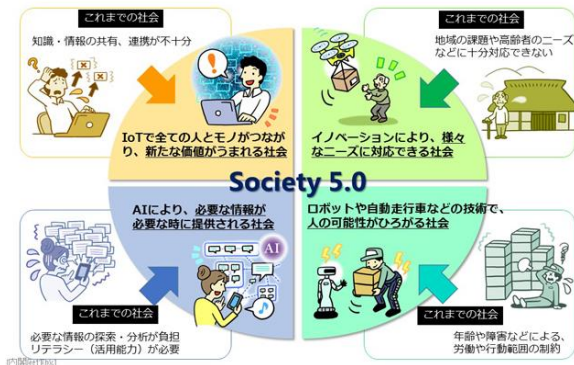 これまでの社会
知識・情報の共有、連携が不十分
IoTで全ての人とモノがつなが
り、新たな価値がうまれる社会
これまでの社会
地域の課題や高齢者のニーズ
などに十分対応できない
イノベーションにより、様々
なニーズに対応できる社会
Society 5.0
AIにより、必要な情報が
必要な時に提供される社会
AI
これまでの社会
必要な情報の探索・分析が負担
リテラシー（活用能力）が必要
ロボットや自動走行車などの技術で、
人の可能性がひろがる社会
これまでの社会
年齢や障害などによる、
労働や行動範囲の制約
[内閣府作成]